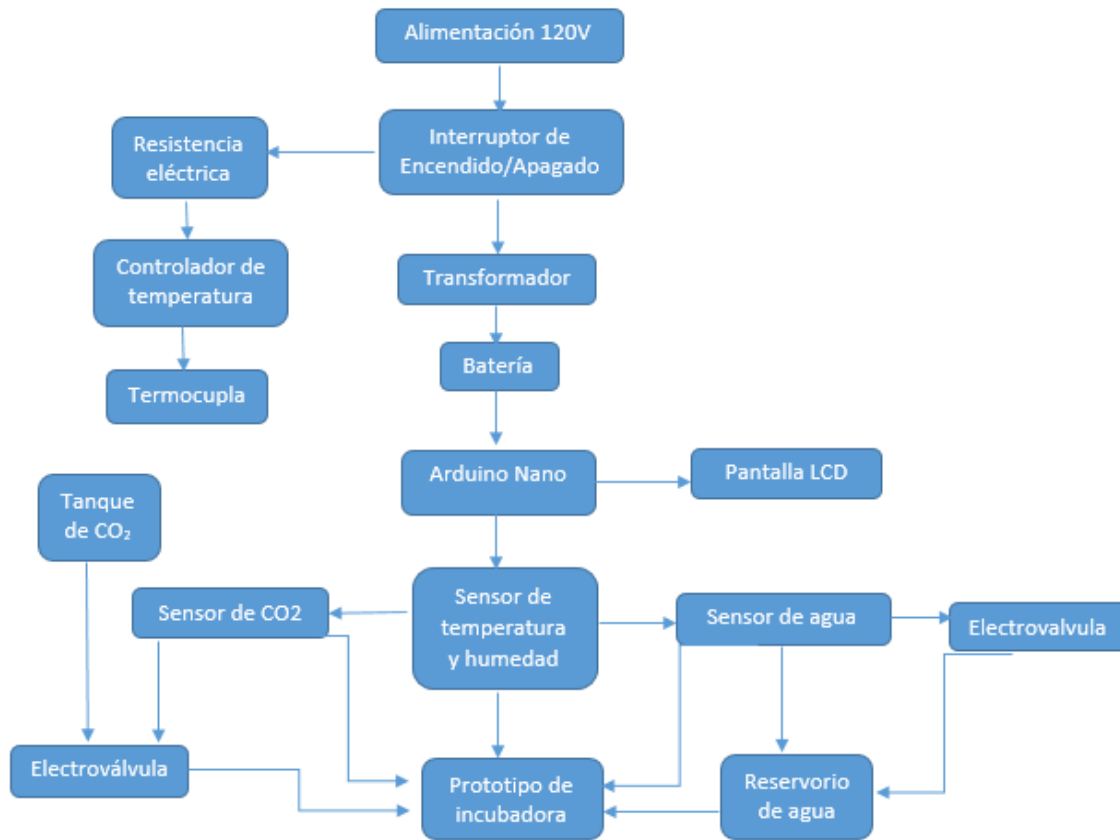 Alimentación 120V
Interruptor de
Encendido/Apagado
Resistencia
eléctrica
Controlador de
temperatura
Transformador
Batería
Termocupla
Arduino Nano
Pantalla LCD
Tanque
de CO₂
Sensor de CO2
Sensor de
temperatura
y humedad
Sensor de agua
Electrovalvula
Electroválvula
Prototipo de
incubadora
Reservorio
de agua